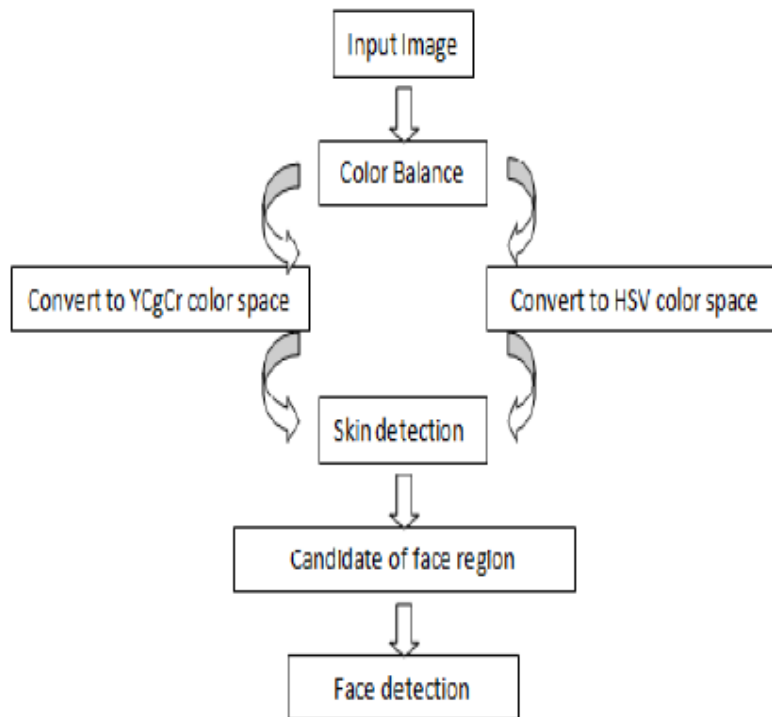 Input Image
Color Balance
Convert to YCgCr color space
Convert to HSV color space
Skin detection
Candidate of face region
Face detection